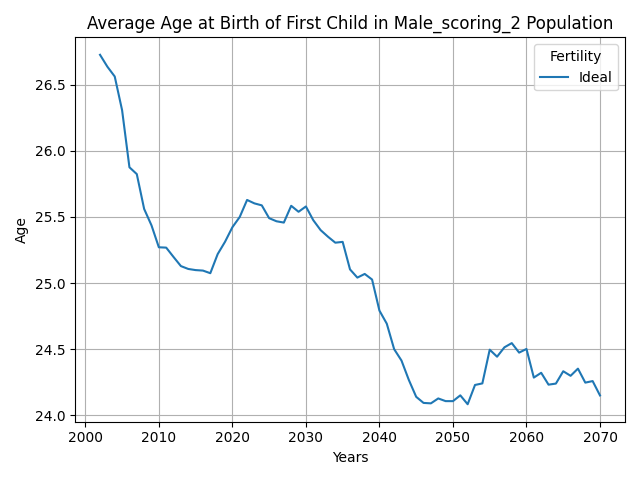 Average Age at Birth of First Child in Male_scoring_2 Population
Fertility
Ideal
Age
26.5
26.0
25.5
25.0
24.5
24.0
2000 2010 2020 2030 2040 2050 2060 2070
Years